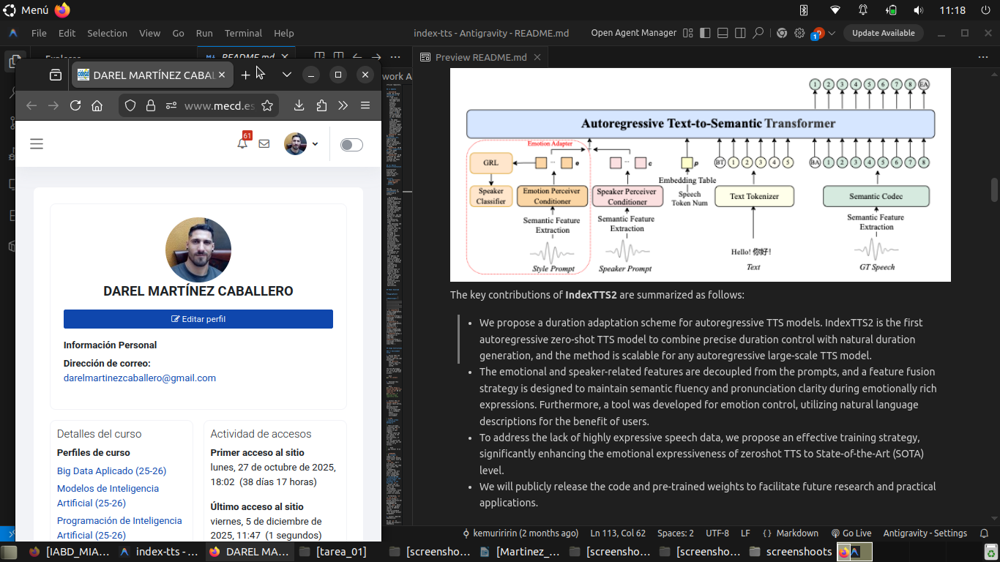 Menú
11:18
File Edit Selection View Go Run Terminal Help
index-tts - Antigravity - README.md
Open Agent Manager
1
Update Available
Explorer
README.md
work A
DAREL MARTÍNEZ CABAL
www.mecd.es
61
DAREL MARTÍNEZ CABALLERO
Editar perfil
Información Personal
Dirección de correo:
darelmartinezcaballero@gmail.com
Detalles del curso
Perfiles de curso
Big Data Aplicado (25-26)
Modelos de Inteligencia
Artificial (25-26)
Programación de Inteligencia
Artificial (25-26)
Actividad de accesos
Primer acceso al sitio
lunes, 27 de octubre de 2025,
18:02 (38 días 17 horas)
Último acceso al sitio
viernes, 5 de diciembre de
2025, 11:47 (1 segundos)
Preview README.md
1 2 3 4 5 6 7 8 EA
Autoregressive Text-to-Semantic Transformer
Emotion Adapter
GRL
... e
... c
p
BT 1 2 3 4 5
BA 1 2 3 4 5 6 7 8
Embedding Table
Speaker
Classifier
Emotion Perceiver
Conditioner
Speaker Perceiver
Conditioner
Speech
Token Num
Text Tokenizer
Semantic Codec
Semantic Feature
Extraction
Semantic Feature
Extraction
Semantic Feature
Extraction
Hello! 你好!
Style Prompt
Speaker Prompt
Text
GT Speech
The key contributions of IndexTTS2 are summarized as follows:
• We propose a duration adaptation scheme for autoregressive TTS models. IndexTTS2 is the first
autoregressive zero-shot TTS model to combine precise duration control with natural duration
generation, and the method is scalable for any autoregressive large-scale TTS model.
• The emotional and speaker-related features are decoupled from the prompts, and a feature fusion
strategy is designed to maintain semantic fluency and pronunciation clarity during emotionally rich
expressions. Furthermore, a tool was developed for emotion control, utilizing natural language
descriptions for the benefit of users.
• To address the lack of highly expressive speech data, we propose an effective training strategy,
significantly enhancing the emotional expressiveness of zeroshot TTS to State-of-the-Art (SOTA)
level.
• We will publicly release the code and pre-trained weights to facilitate future research and practical
applications.
kemuririrn (2 months ago) Ln 113, Col 62 Spaces: 2 UTF-8 LF {} Markdown Go Live Antigravity - Settings
[IABD_MIA... index-tts - ... DAREL MA... [tarea_01] [screensho... [Martinez_... [screensho... [screensho... screenshoots